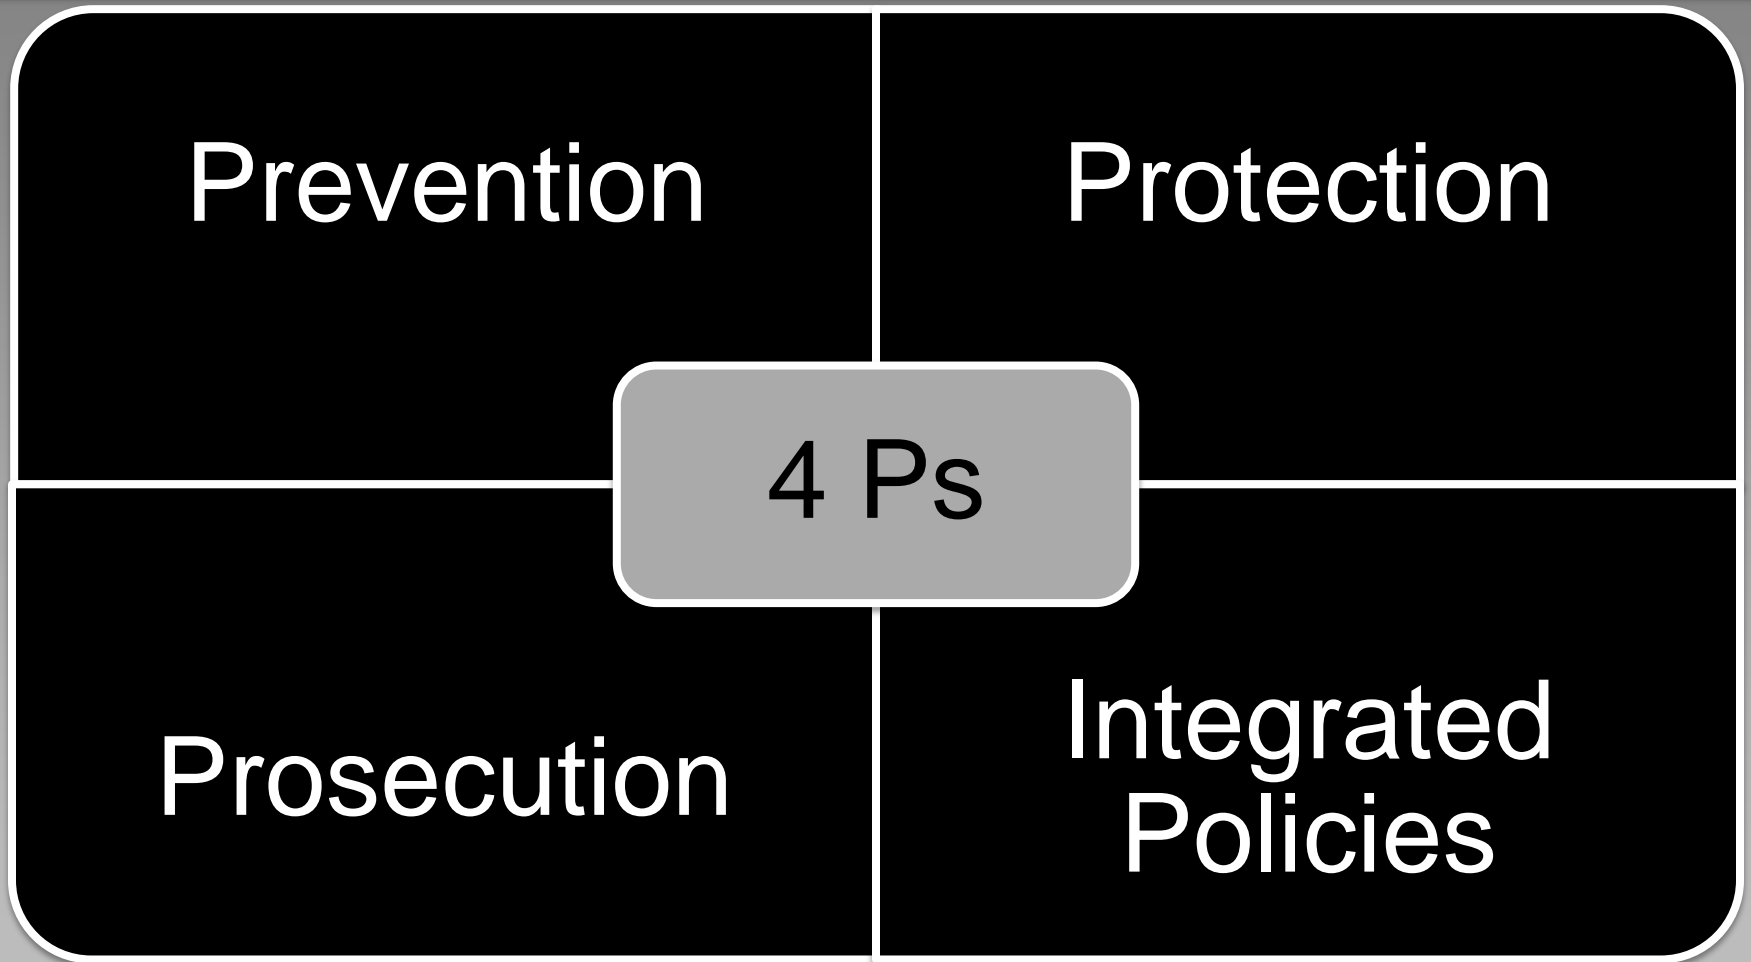 Prevention
Protection
4 Ps
Prosecution
Integrated
Policies